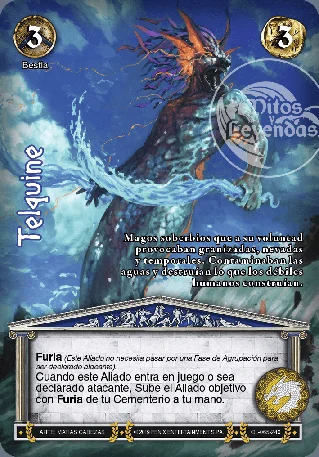 3
3
Bestia
Mitos y
Leyendas
Telquine
Magos soberbios que a su voluntad
provocaban granizadas, nevadas
y temporales. Contaminaban las
aguas y destruían lo que los débiles
humanos construían.
Furia (Este Aliado no necesita pasar por una Fase de Agrupación para
ser declarado atacante).
Cuando este Aliado entra en juego o sea
declarado atacante, Sube el Aliado objetivo
con Furia de tu Cementerio a tu mano.
ARTE: MATIAS CABEZAS